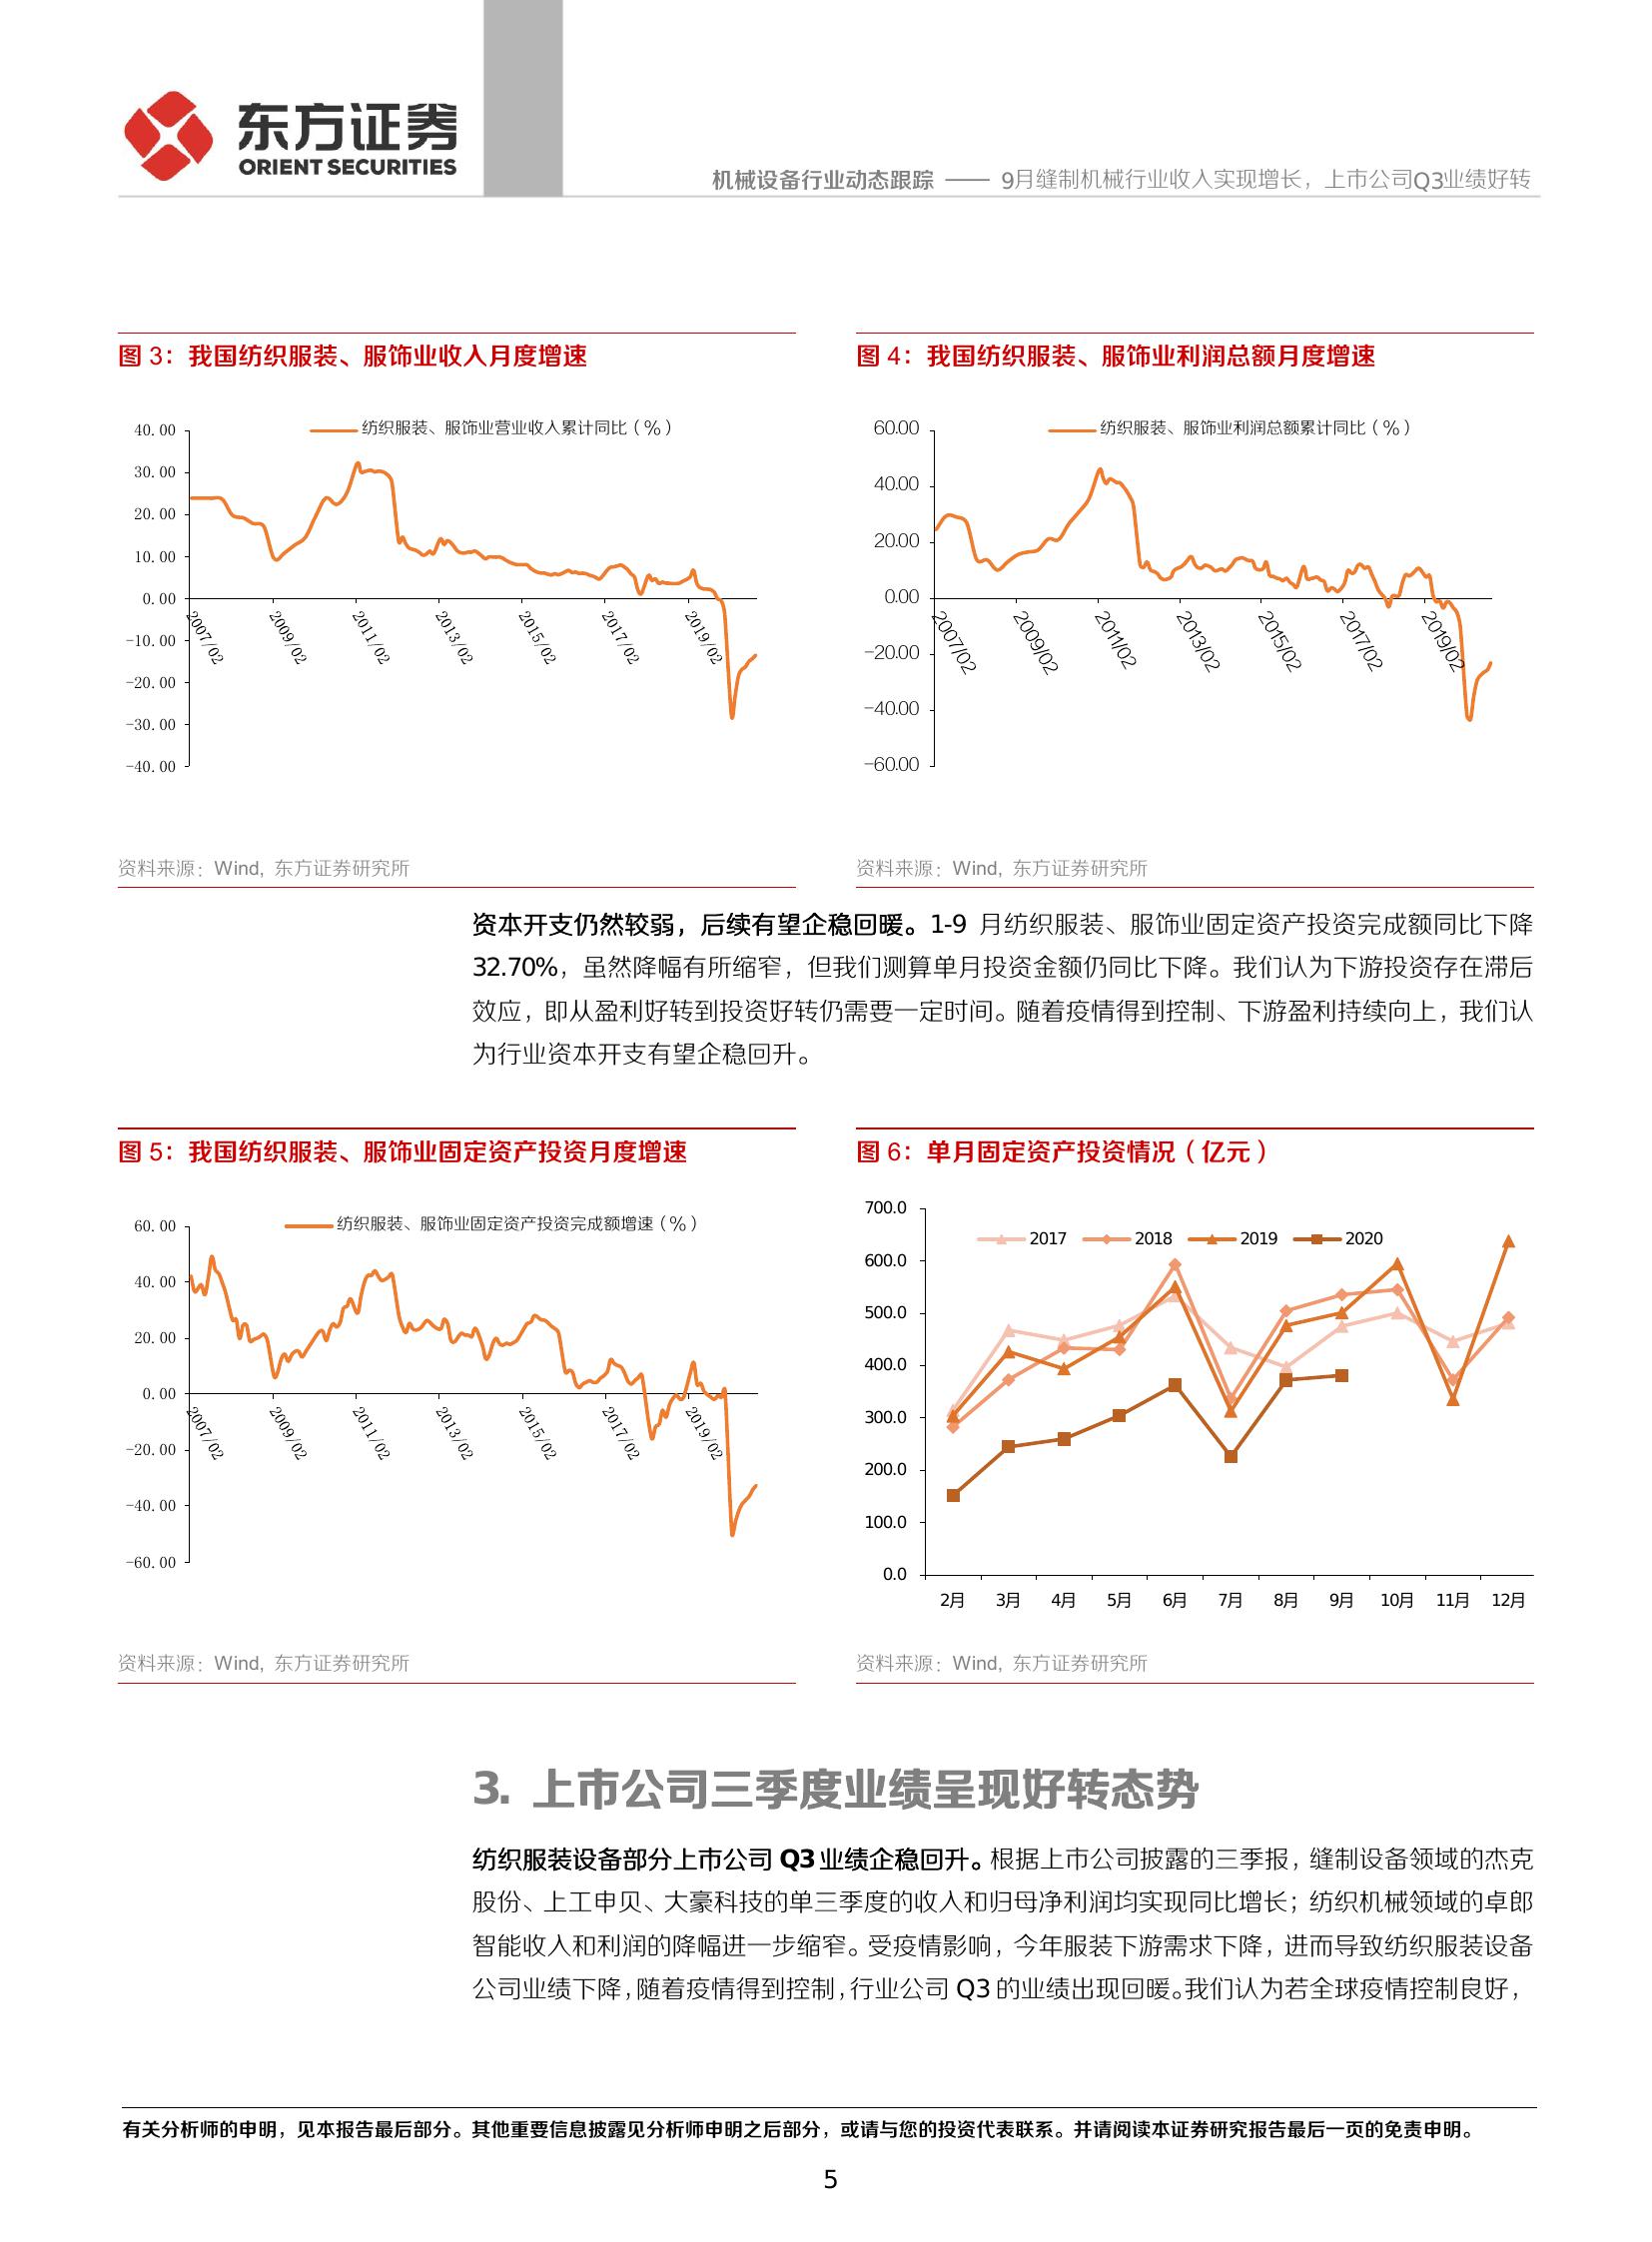 东方证券
ORIENT SECURITIES
机械设备行业动态跟踪 —— 9月缝制机械行业收入实现增长，上市公司Q3业绩好转
图 3：我国纺织服装、服饰业收入月度增速
纺织服装、服饰业营业收入累计同比（%）
40.00
30.00
20.00
10.00
0.00
-10.00
-20.00
-30.00
-40.00
2007/02
2009/02
2011/02
2013/02
2015/02
2017/02
2019/02
资料来源：Wind，东方证券研究所
图 4：我国纺织服装、服饰业利润总额月度增速
纺织服装、服饰业利润总额累计同比（%）
60.00
40.00
20.00
0.00
-20.00
-40.00
-60.00
2007/02
2009/02
2011/02
2013/02
2015/02
2017/02
2019/02
资料来源：Wind，东方证券研究所
资本开支仍然较弱，后续有望企稳回暖。1-9 月纺织服装、服饰业固定资产投资完成额同比下降
32.70%，虽然降幅有所缩窄，但我们测算单月投资金额仍同比下降。我们认为下游投资存在滞后
效应，即从盈利好转到投资好转仍需要一定时间。随着疫情得到控制、下游盈利持续向上，我们认
为行业资本开支有望企稳回升。
图 5：我国纺织服装、服饰业固定资产投资月度增速
纺织服装、服饰业固定资产投资完成额增速（%）
60.00
40.00
20.00
0.00
-20.00
-40.00
-60.00
2007/02
2009/02
2011/02
2013/02
2015/02
2017/02
2019/02
资料来源：Wind，东方证券研究所
图 6：单月固定资产投资情况（亿元）
2017 2018 2019 2020
700.0
600.0
500.0
400.0
300.0
200.0
100.0
0.0
2月 3月 4月 5月 6月 7月 8月 9月 10月 11月 12月
资料来源：Wind，东方证券研究所
3. 上市公司三季度业绩呈现好转态势
纺织服装设备部分上市公司 Q3 业绩企稳回升。根据上市公司披露的三季报，缝制设备领域的杰克
股份、上工申贝、大豪科技的单三季度的收入和归母净利润均实现同比增长；纺织机械领域的卓郎
智能收入和利润的降幅进一步缩窄。受疫情影响，今年服装下游需求下降，进而导致纺织服装设备
公司业绩下降，随着疫情得到控制，行业公司 Q3 的业绩出现回暖。我们认为若全球疫情控制良好，
有关分析师的申明，见本报告最后部分。其他重要信息披露见分析师申明之后部分，或请与您的投资代表联系。并请阅读本证券研究报告最后一页的免责申明。
5